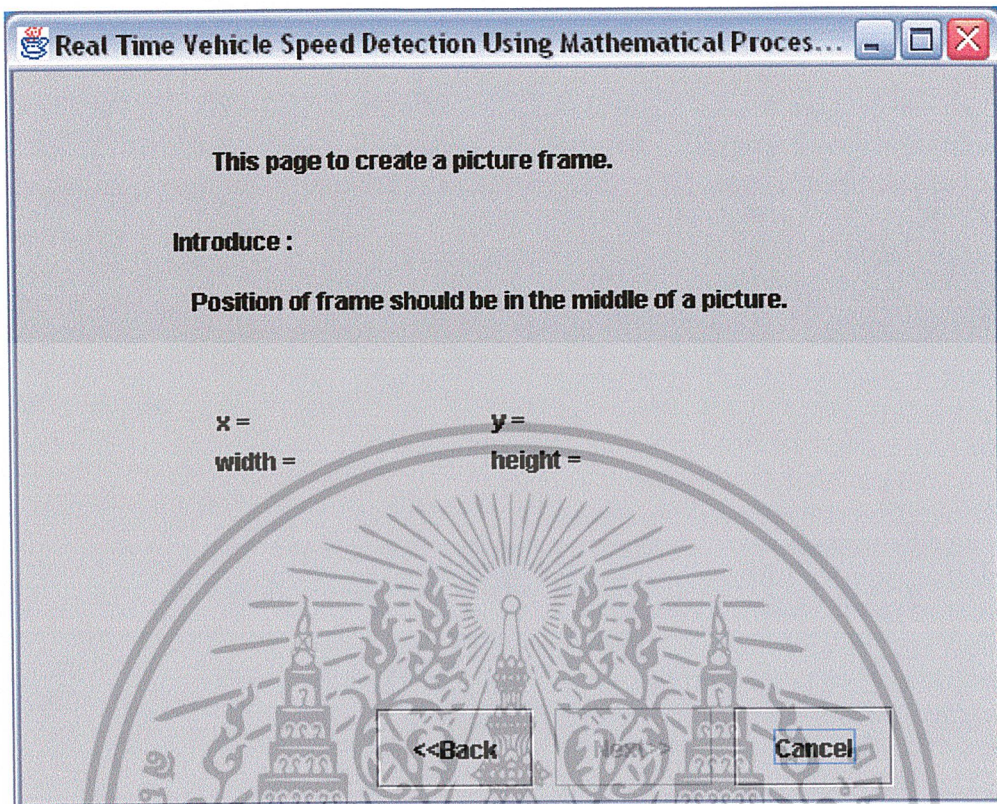 Real Time Vehicle Speed Detection Using Mathematical Proces...
This page to create a picture frame.
Introduce :
Position of frame should be in the middle of a picture.
x =
y =
width =
height =
<<Back
Next>>
Cancel